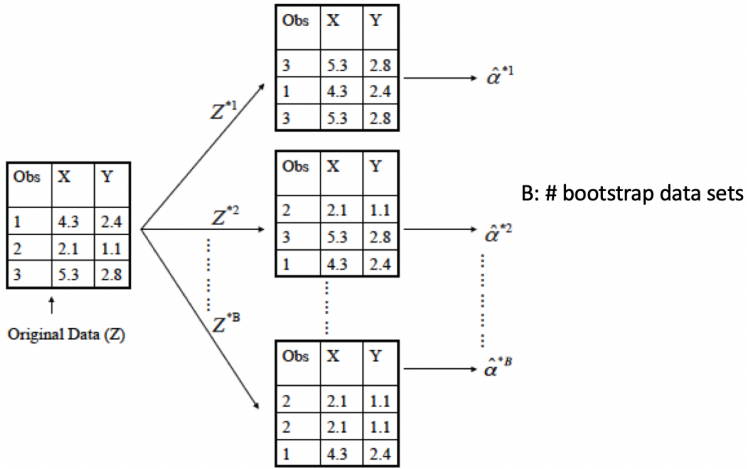 Obs X Y
3 5.3 2.8
1 4.3 2.4
3 5.3 2.8
Z*1
α̂*1
Obs X Y
1 4.3 2.4
2 2.1 1.1
3 5.3 2.8
Original Data (Z)
Z*2
Obs X Y
2 2.1 1.1
3 5.3 2.8
1 4.3 2.4
α̂*2
B: # bootstrap data sets
Z*B
Obs X Y
2 2.1 1.1
2 2.1 1.1
1 4.3 2.4
α̂*B